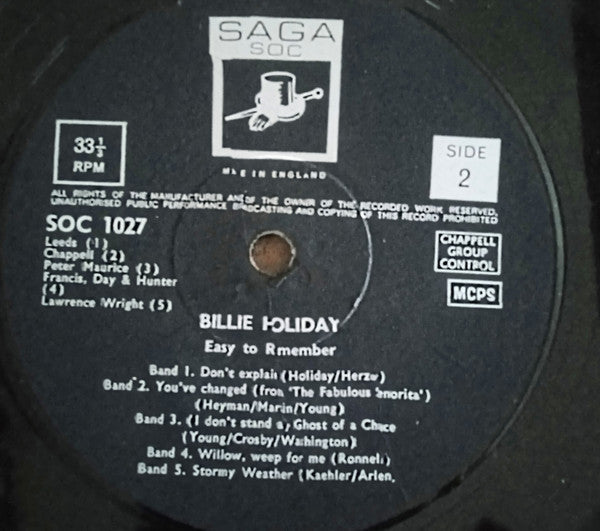 SAGA
SOC
33⅓
RPM
MADE IN ENGLAND
SIDE
2
ALL RIGHTS OF THE MANUFACTURER AND OF THE OWNER OF THE RECORDED WORK RESERVED.
UNAUTHORISED PUBLIC PERFORMANCE BROADCASTING AND COPYING OF THIS RECORD PROHIBITED
SOC 1027
Leeds (1)
Chappell (2)
Peter Maurice (3)
Francis, Day & Hunter
(4)
Lawrence Wright (5)
CHAPPELL
GROUP
CONTROL
MCPS
BILLIE HOLIDAY
Easy to Rmember
Band 1. Don't explain (Holiday/Herzw)
Band 2. You've changed (from 'The Fabulous Senorita')
(Heyman/Marin/Young)
Band 3. (I don't stand a) Ghost of a Chace
(Young/Crosby/Washington)
Band 4. Willow, weep for me (Ronnell)
Band 5. Stormy Weather (Kaehler/Arlen)